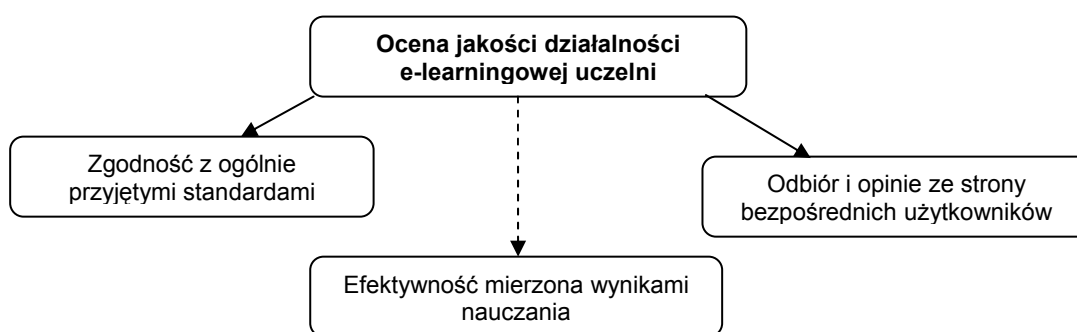 Ocena jakości działalności
e-learningowej uczelni
Zgodność z ogólnie
przyjętymi standardami
Odbiór i opinie ze strony
bezpośrednich użytkowników
Efektywność mierzona wynikami
nauczania